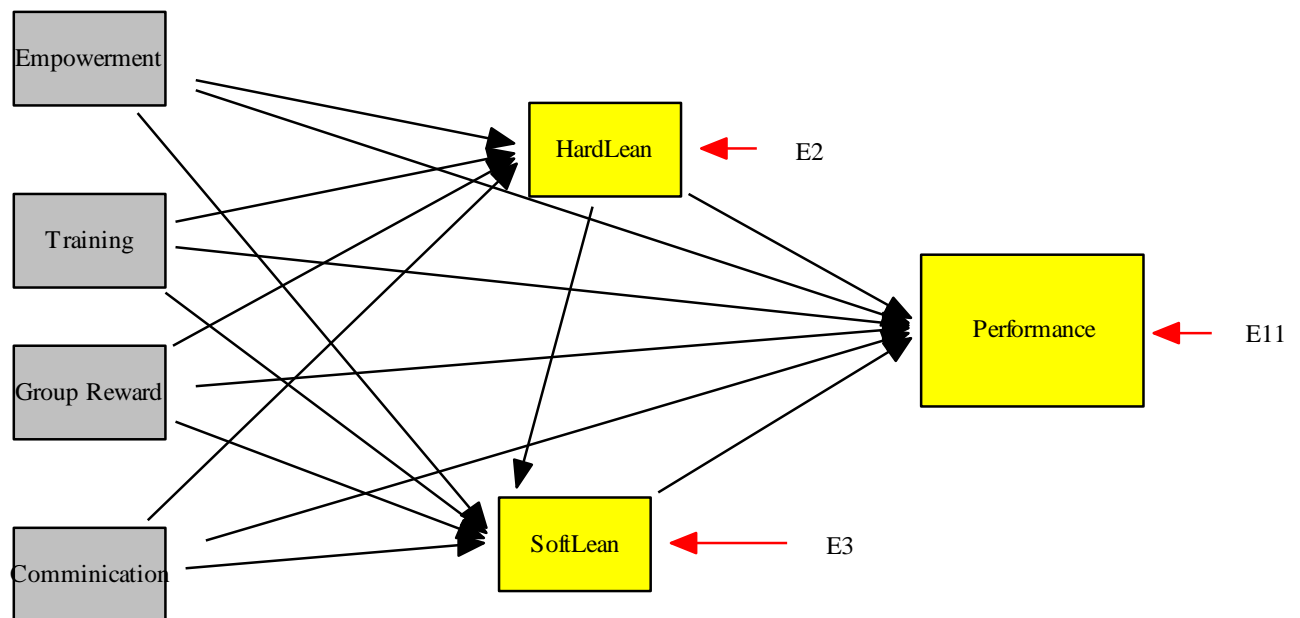 Empowerment
HardLean
E2
Training
Performance
E11
Group Reward
SoftLean
E3
Comminication